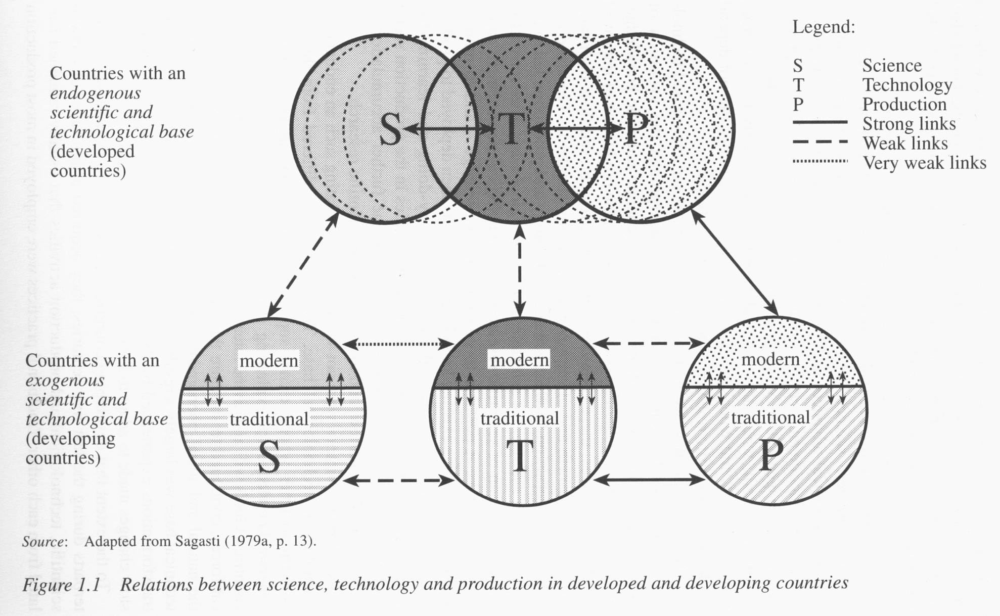 Legend:
S Science
T Technology
P Production
Strong links
Weak links
Very weak links
Countries with an
endogenous
scientific and
technological base
(developed
countries)
S T P
Countries with an
exogenous
scientific and
technological base
(developing
countries)
modern modern modern
traditional traditional traditional
S T P
Source: Adapted from Sagasti (1979a, p. 13).
Figure 1.1 Relations between science, technology and production in developed and developing countries